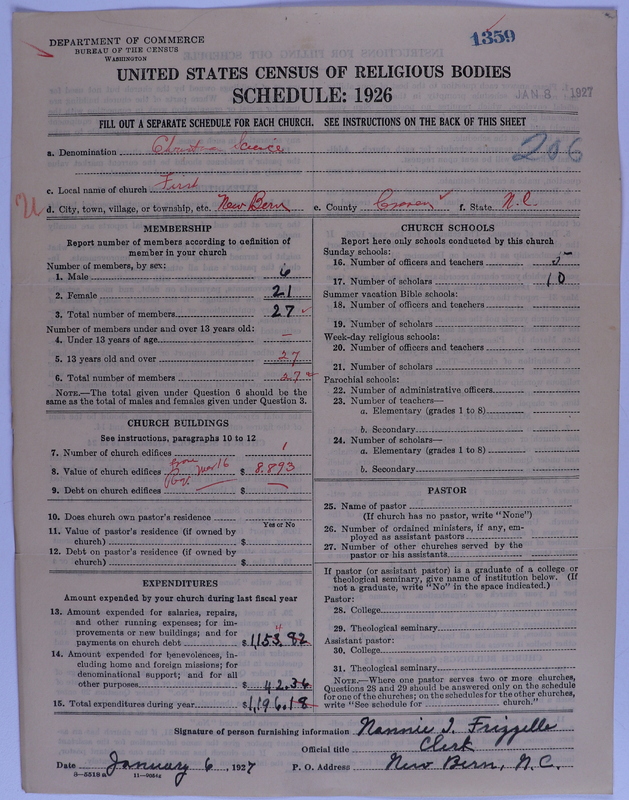 DEPARTMENT OF COMMERCE
BUREAU OF THE CENSUS
WASHINGTON
1359
UNITED STATES CENSUS OF RELIGIOUS BODIES
SCHEDULE: 1926
JAN 8 1927
FILL OUT A SEPARATE SCHEDULE FOR EACH CHURCH. SEE INSTRUCTIONS ON THE BACK OF THIS SHEET
a. Denomination Christian Science
206
c. Local name of church First
d. City, town, village, or township, etc. New Bern e. County Craven f. State N.C.
MEMBERSHIP
Report number of members according to definition of
member in your church
Number of members, by sex:
1. Male 6
2. Female 21
3. Total number of members 27
Number of members under and over 13 years old:
4. Under 13 years of age —
5. 13 years old and over 27
6. Total number of members 27
NOTE.—The total given under Question 6 should be the
same as the total of males and females given under Question 3.
CHURCH BUILDINGS
See instructions, paragraphs 10 to 12
7. Number of church edifices 1
8. Value of church edifices Mar 16 $ 8.893
9. Debt on church edifices $ —
10. Does church own pastor's residence
Yes or No
11. Value of pastor's residence (if owned by
church) $
12. Debt on pastor's residence (if owned by
church) $
EXPENDITURES
Amount expended by your church during last fiscal year
13. Amount expended for salaries, repairs,
and other running expenses; for im-
provements or new buildings; and for
payments on church debt $ 1,153.82
14. Amount expended for benevolences, in-
cluding home and foreign missions; for
denominational support; and for all
other purposes $ 42.36
15. Total expenditures during year $ 1,196.18
CHURCH SCHOOLS
Report here only schools conducted by this church
Sunday schools:
16. Number of officers and teachers 5
17. Number of scholars 10
Summer vacation Bible schools:
18. Number of officers and teachers
19. Number of scholars
Week-day religious schools:
20. Number of officers and teachers
21. Number of scholars
Parochial schools:
22. Number of administrative officers
23. Number of teachers—
a. Elementary (grades 1 to 8)
b. Secondary
24. Number of scholars—
a. Elementary (grades 1 to 8)
b. Secondary
PASTOR
25. Name of pastor
(If church has no pastor, write "None")
26. Number of ordained ministers, if any, em-
ployed as assistant pastors
27. Number of other churches served by the
pastor or his assistants
If pastor (or assistant pastor) is a graduate of a college or
theological seminary, give name of institution below. (If
not a graduate, write "No" in the space indicated.)
Pastor:
28. College
29. Theological seminary
Assistant pastor:
30. College
31. Theological seminary
NOTE.—Where one pastor serves two or more churches,
Questions 28 and 29 should be answered only on the schedule
for one of the churches; on the schedules for the other churches,
write "See schedule for church."
Signature of person furnishing information Nannie I. Frizzelle
Official title Clerk
Date January 6, 1927 P. O. Address New Bern, N.C.
8—5518a 11—9064c